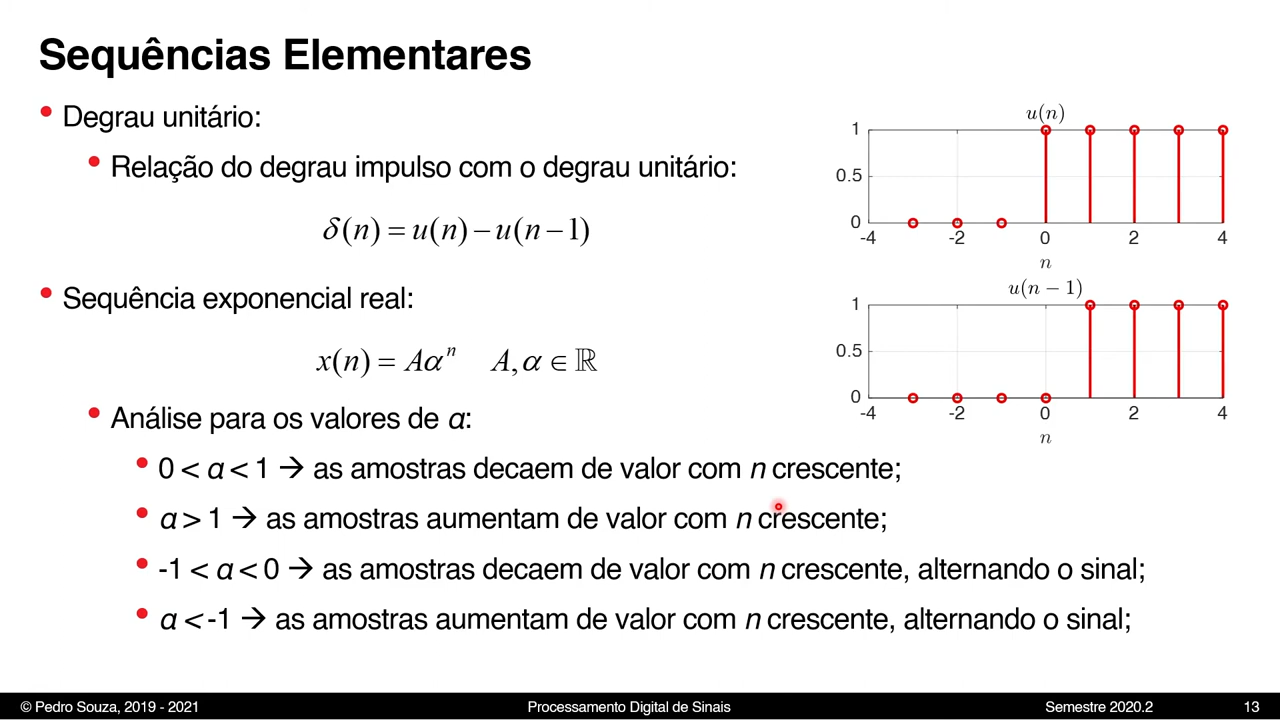 Sequências Elementares
• Degrau unitário:
• Relação do degrau impulso com o degrau unitário:
δ(n) = u(n) − u(n − 1)
• Sequência exponencial real:
x(n) = Aαⁿ A, α ∈ ℝ
• Análise para os valores de α:
• 0 < α < 1 → as amostras decaem de valor com n crescente;
• α > 1 → as amostras aumentam de valor com n crescente;
• -1 < α < 0 → as amostras decaem de valor com n crescente, alternando o sinal;
• α < -1 → as amostras aumentam de valor com n crescente, alternando o sinal;
u(n)
1
0.5
0
-4 -2 0 2 4
n
u(n − 1)
1
0.5
0
-4 -2 0 2 4
n
© Pedro Souza, 2019 - 2021 Processamento Digital de Sinais Semestre 2020.2 13